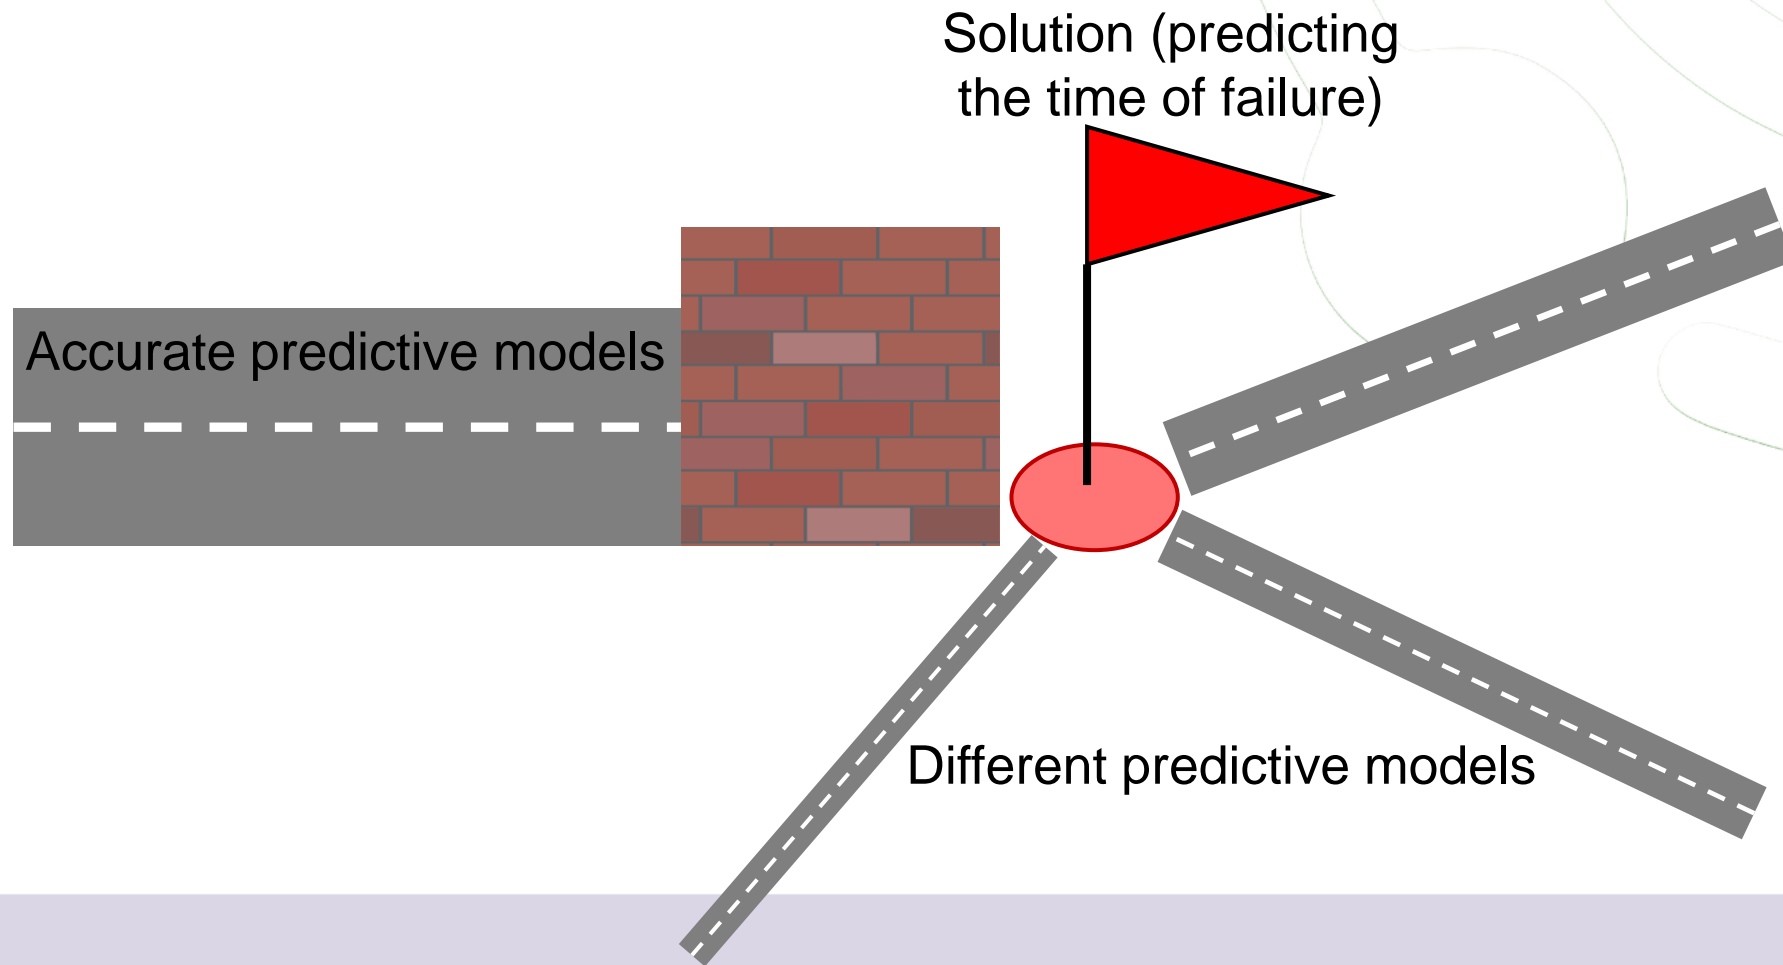 Solution (predicting
the time of failure)
Accurate predictive models
Different predictive models